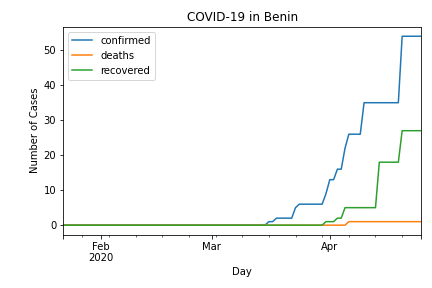 COVID-19 in Benin
confirmed
deaths
recovered
Number of Cases
50
40
30
20
10
0
Feb
2020
Mar
Apr
Day